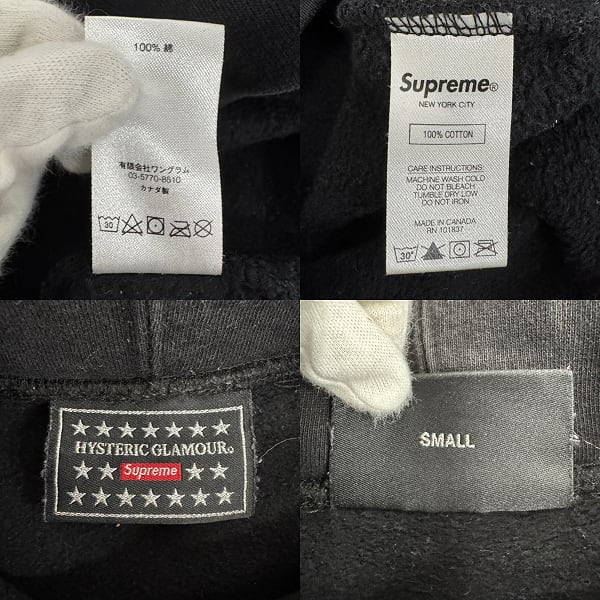 100% 綿
有限会社ワングラム
03-5770-8510
カナダ製
30
Supreme®
NEW YORK CITY
100% COTTON
CARE INSTRUCTIONS:
MACHINE WASH COLD
DO NOT BLEACH
TUMBLE DRY LOW
DO NOT IRON
MADE IN CANADA
RN 101837
30°
HYSTERIC GLAMOUR
Supreme
SMALL